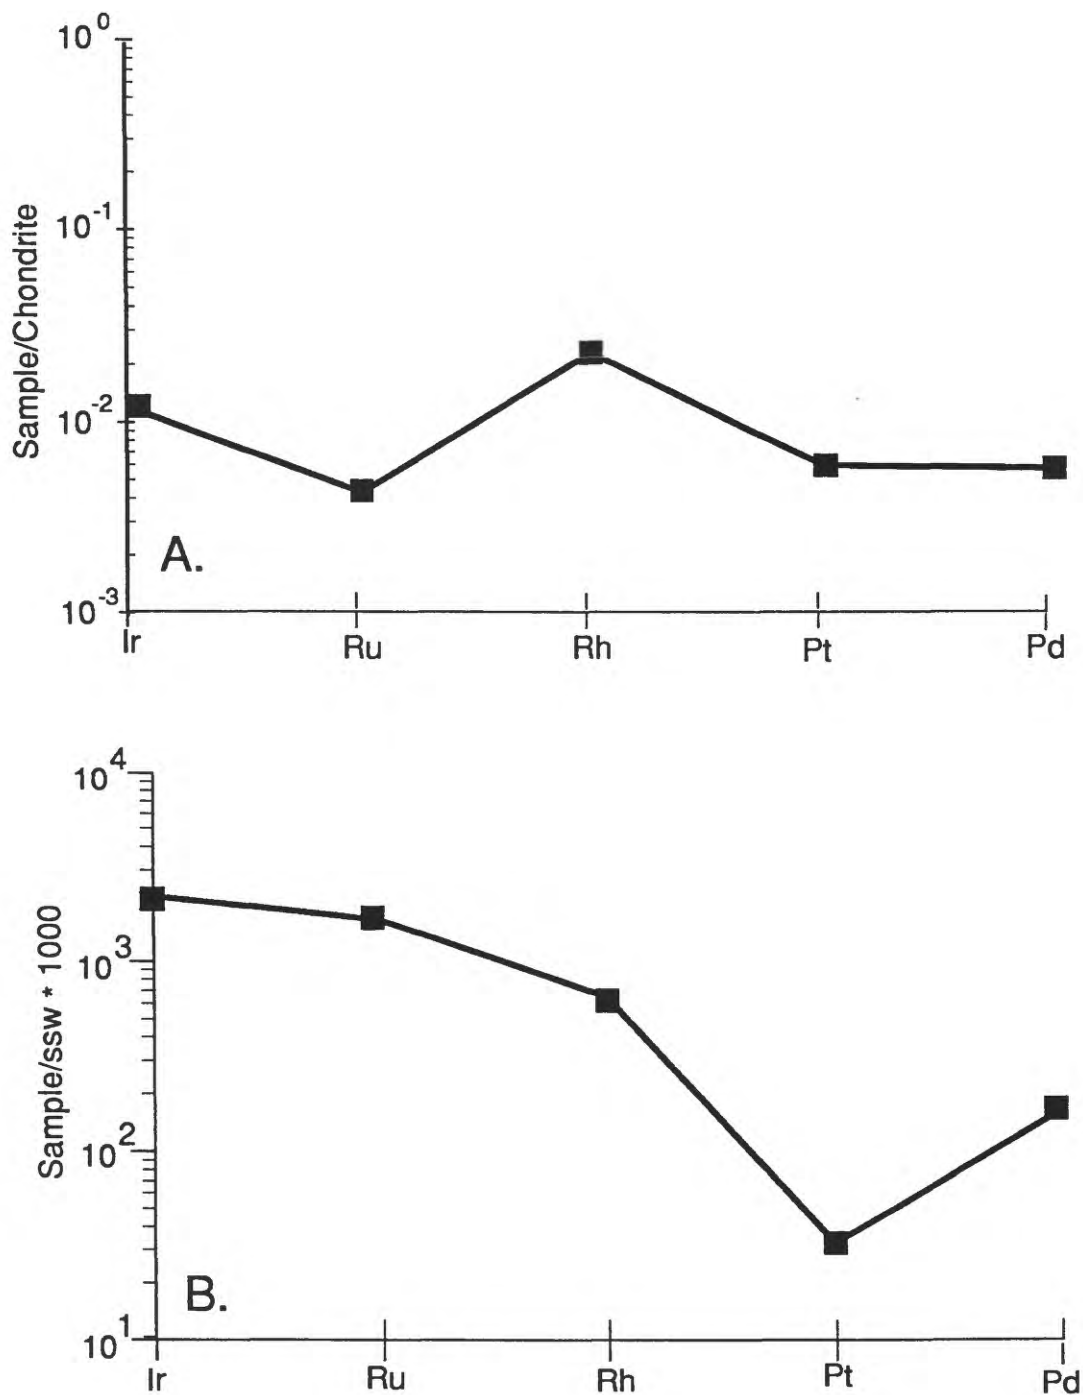 10^0
10^-1
10^-2
10^-3
Sample/Chondrite
A.
Ir Ru Rh Pt Pd
10^4
10^3
10^2
10^1
Sample/ssw * 1000
B.
Ir Ru Rh Pt Pd